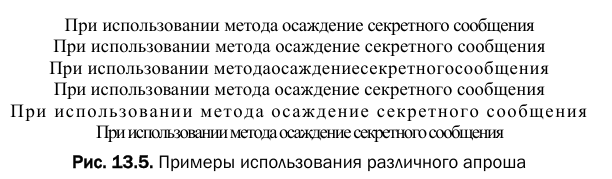 При использовании метода осаждение секретного сообщения
При использовании метода осаждение секретного сообщения
При использовании методаосаждениесекретногосообщения
При использовании метода осаждение секретного сообщения
При использовании метода осаждение секретного сообщения
При использовании метода осаждение секретного сообщения
Рис. 13.5. Примеры использования различного апроша